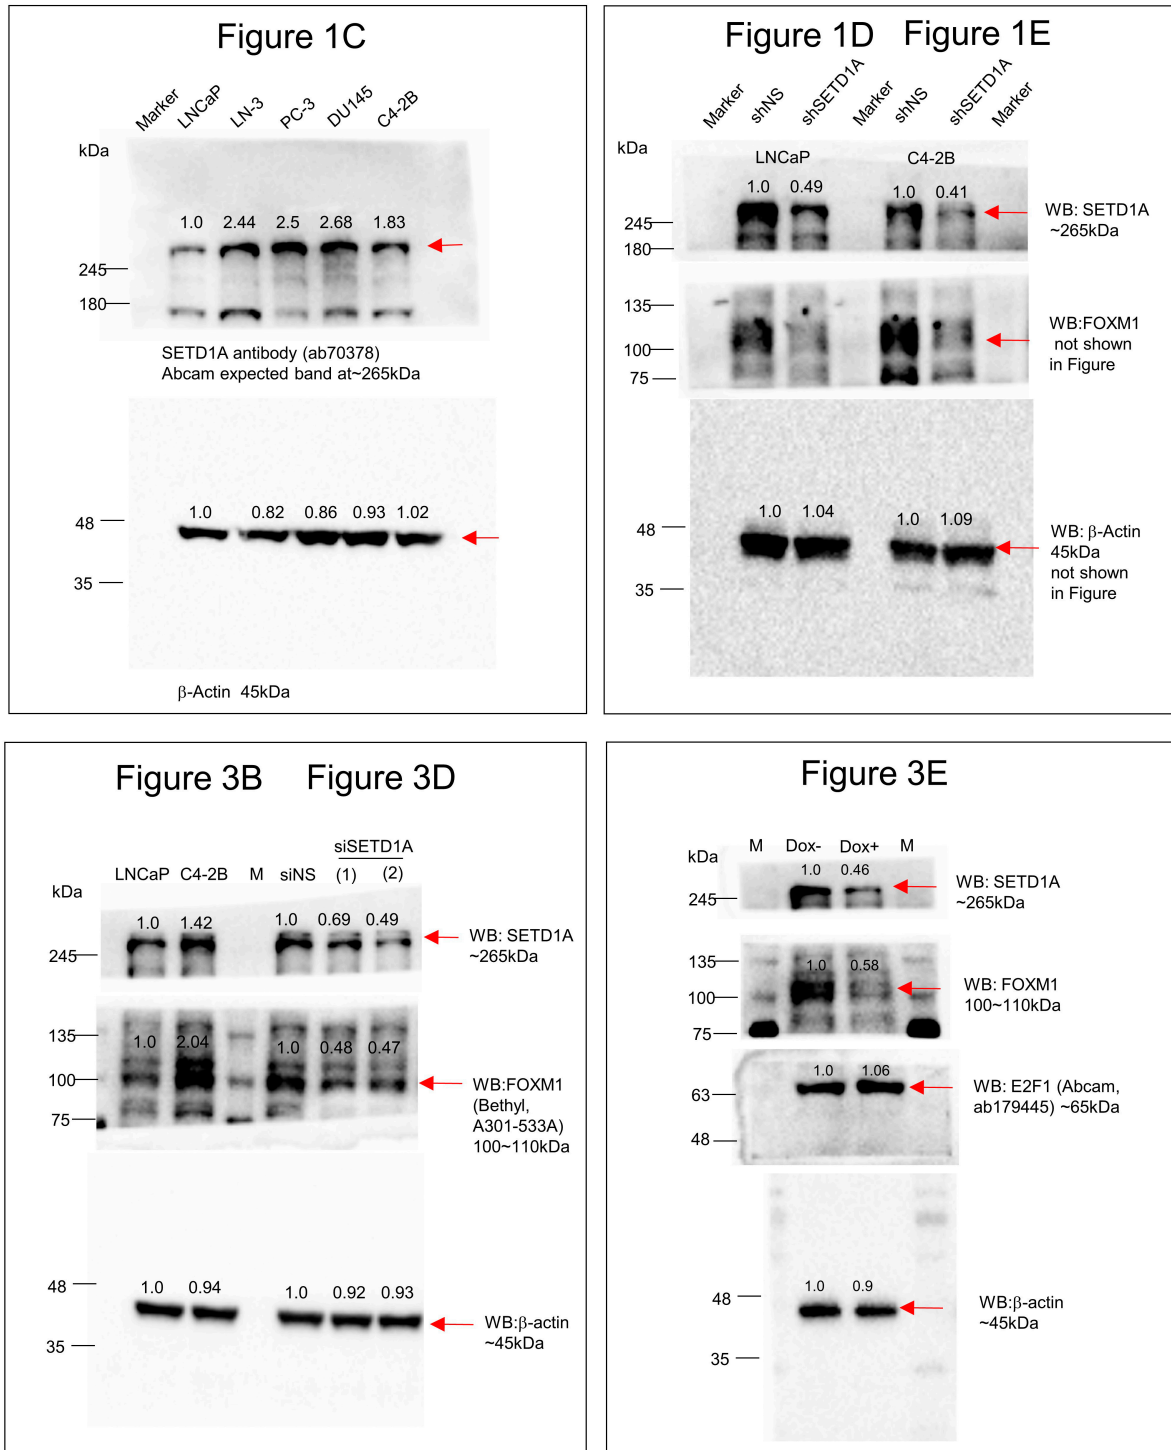 Figure 1C
Marker LNCaP LN-3 PC-3 DU145 C4-2B
kDa
1.0 2.44 2.5 2.68 1.83
245
180
SETD1A antibody (ab70378)
Abcam expected band at~265kDa
1.0 0.82 0.86 0.93 1.02
48
35
β-Actin 45kDa
Figure 1D Figure 1E
Marker shNS shSETD1A Marker shNS shSETD1A Marker
kDa
LNCaP C4-2B
1.0 0.49 1.0 0.41
245
180
WB: SETD1A
~265kDa
135
100
75
WB:FOXM1
not shown
in Figure
1.0 1.04 1.0 1.09
48
35
WB: β-Actin
45kDa
not shown
in Figure
Figure 3B Figure 3D
siSETD1A
LNCaP C4-2B M siNS (1) (2)
kDa
1.0 1.42 1.0 0.69 0.49
245
WB: SETD1A
~265kDa
135
1.0 2.04 1.0 0.48 0.47
100
75
WB:FOXM1
(Bethyl,
A301-533A)
100~110kDa
48
1.0 0.94 1.0 0.92 0.93
35
WB:β-actin
~45kDa
Figure 3E
M Dox- Dox+ M
kDa
1.0 0.46
245
WB: SETD1A
~265kDa
135
1.0 0.58
100
75
WB: FOXM1
100~110kDa
1.0 1.06
63
48
WB: E2F1 (Abcam,
ab179445) ~65kDa
1.0 0.9
48
35
WB:β-actin
~45kDa